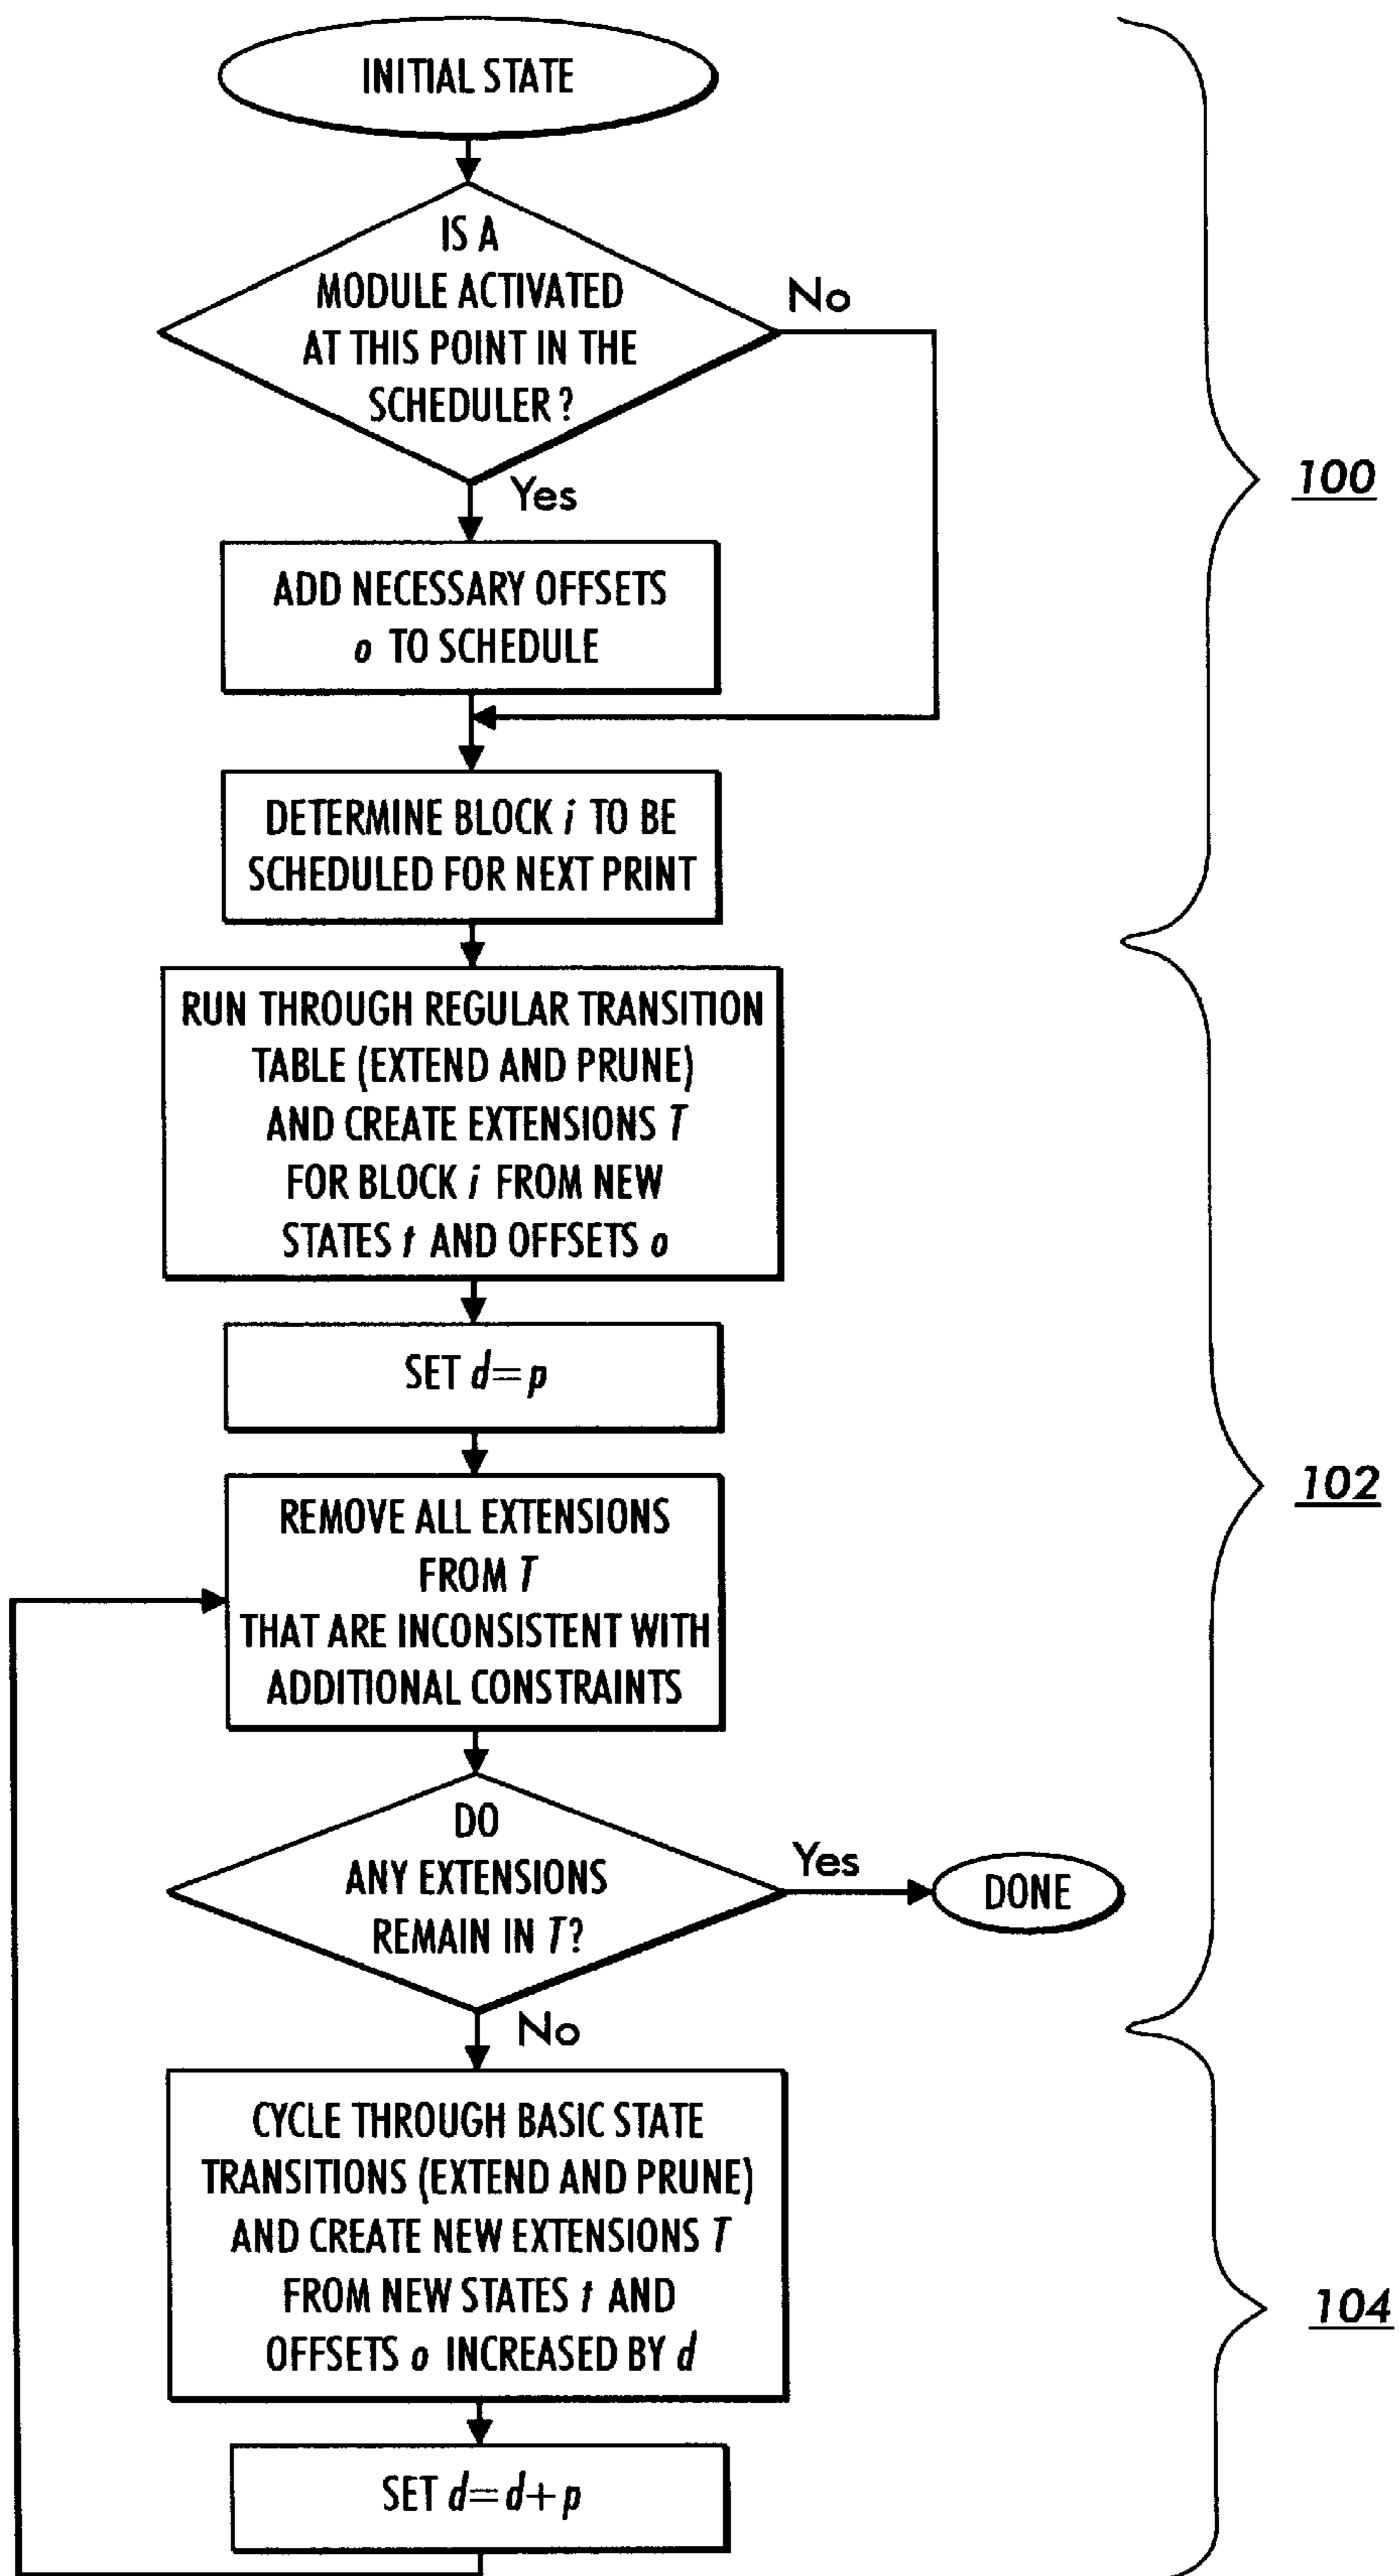 INITIAL STATE
IS A
MODULE ACTIVATED
AT THIS POINT IN THE
SCHEDULER?
No
Yes
100
ADD NECESSARY OFFSETS
o TO SCHEDULE
DETERMINE BLOCK i TO BE
SCHEDULED FOR NEXT PRINT
RUN THROUGH REGULAR TRANSITION
TABLE (EXTEND AND PRUNE)
AND CREATE EXTENSIONS T
FOR BLOCK i FROM NEW
STATES t AND OFFSETS o
SET d=p
102
REMOVE ALL EXTENSIONS
FROM T
THAT ARE INCONSISTENT WITH
ADDITIONAL CONSTRAINTS
DO
ANY EXTENSIONS
REMAIN IN T?
Yes
DONE
No
CYCLE THROUGH BASIC STATE
TRANSITIONS (EXTEND AND PRUNE)
AND CREATE NEW EXTENSIONS T
FROM NEW STATES t AND
OFFSETS o INCREASED BY d
104
SET d=d+p